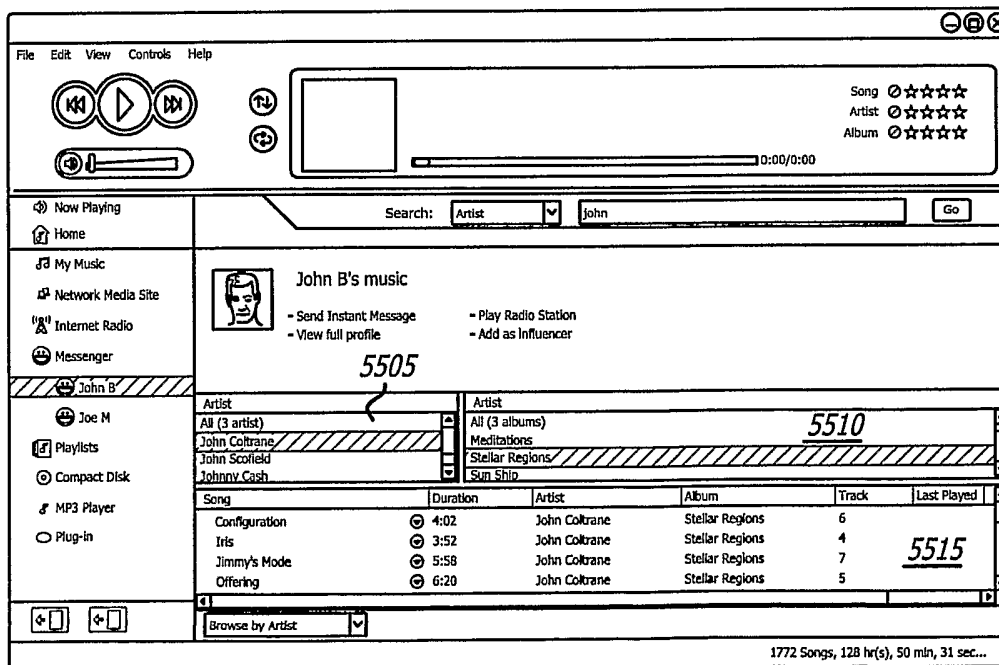 File Edit View Controls Help
Song
Artist
Album
0:00/0:00
Now Playing
Home
Search: Artist john Go
My Music
Network Media Site
Internet Radio
Messenger
John B
Joe M
Playlists
Compact Disk
MP3 Player
Plug-in
John B's music
- Send Instant Message - Play Radio Station
- View full profile - Add as Influencer
5505
Artist
All (3 artist)
John Coltrane
John Scofield
Johnny Cash
Artist
All (3 albums)
5510
Meditations
Stellar Regions
Sun Ship
Song Duration Artist Album Track Last Played
Configuration 4:02 John Coltrane Stellar Regions 6
Iris 3:52 John Coltrane Stellar Regions 4
Jimmy's Mode 5:58 John Coltrane Stellar Regions 7
5515
Offering 6:20 John Coltrane Stellar Regions 5
Browse by Artist
1772 Songs, 128 hr(s), 50 min, 31 sec...